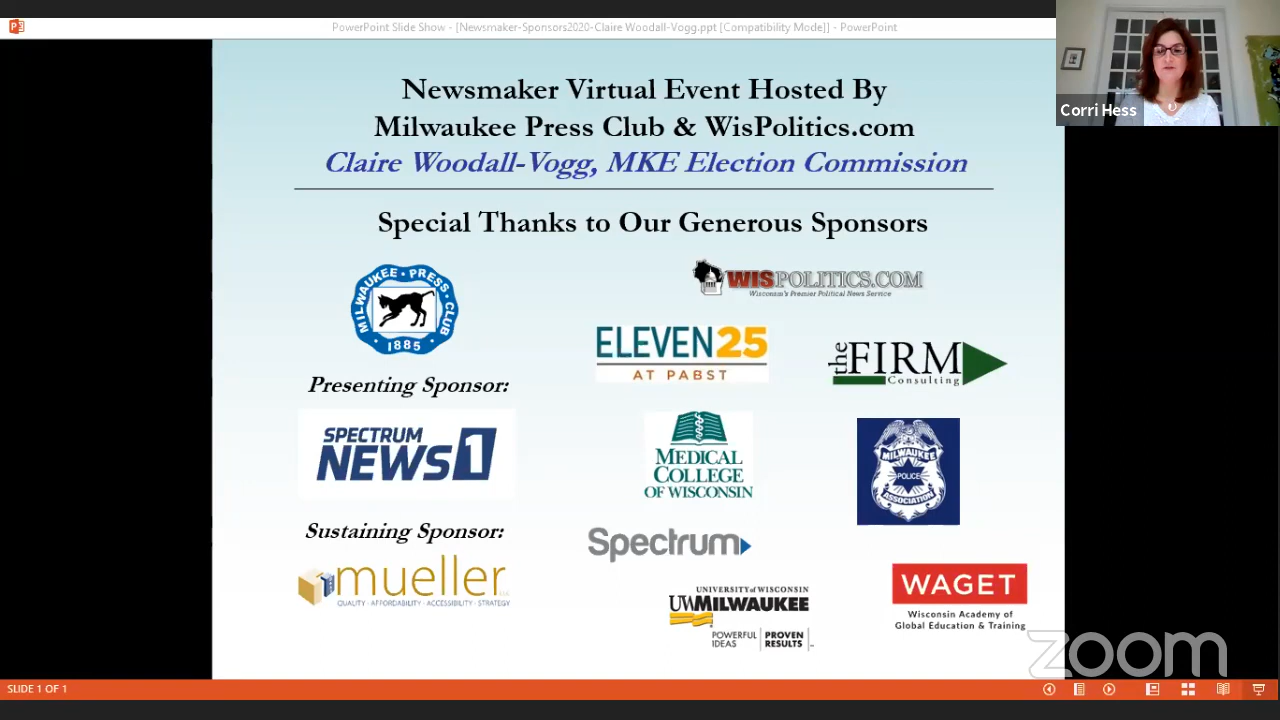 PowerPoint Slide Show - [Newsmaker-Sponsors2020-Claire Woodall-Vogg.ppt [Compatibility Mode]] - PowerPoint
Corri Hess
Newsmaker Virtual Event Hosted By
Milwaukee Press Club & WisPolitics.com
Claire Woodall-Vogg, MKE Election Commission
Special Thanks to Our Generous Sponsors
MILWAUKEE · PRESS · CLUB
· 1885 ·
WISPOLITICS.COM
Wisconsin's Premier Political News Service
ELEVEN25
AT PABST
the FIRM
Consulting
Presenting Sponsor:
SPECTRUM
NEWS 1
MEDICAL
COLLEGE
OF WISCONSIN
MILWAUKEE
POLICE
ASSOCIATION
Sustaining Sponsor:
mueller
QUALITY · AFFORDABILITY · ACCESSIBILITY · STRATEGY
Spectrum
UNIVERSITY of WISCONSIN
UWMILWAUKEE
POWERFUL IDEAS
PROVEN RESULTS
WAGET
Wisconsin Academy of
Global Education & Training
zoom
SLIDE 1 OF 1